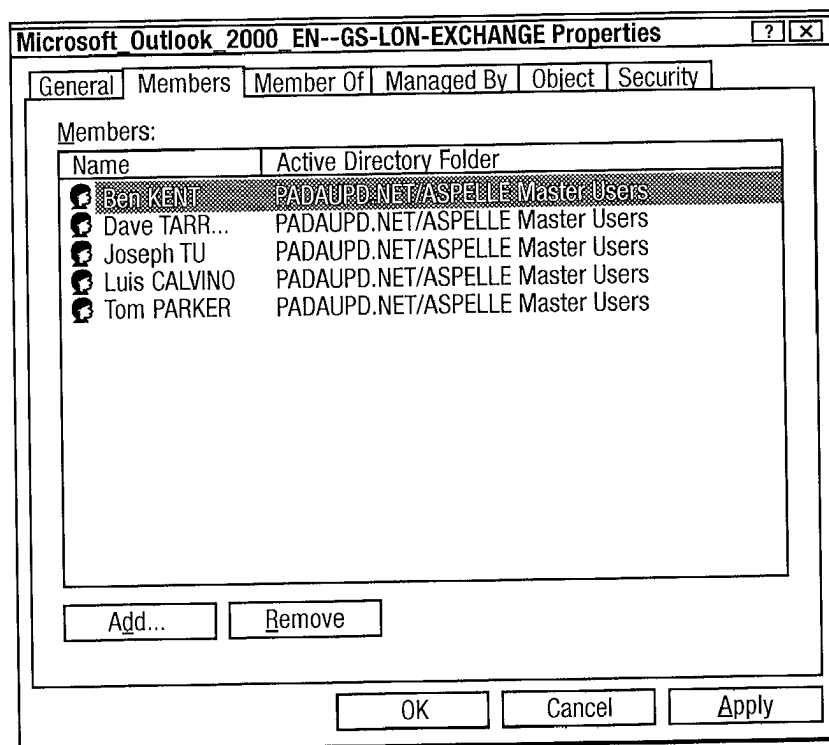 Microsoft_Outlook_2000_EN--GS-LON-EXCHANGE Properties ? X
General Members Member Of Managed By Object Security
Members:
Name Active Directory Folder
Ben KENT PADAUPD.NET/ASPELLE Master Users
Dave TARR... PADAUPD.NET/ASPELLE Master Users
Joseph TU PADAUPD.NET/ASPELLE Master Users
Luis CALVINO PADAUPD.NET/ASPELLE Master Users
Tom PARKER PADAUPD.NET/ASPELLE Master Users
Add... Remove
OK Cancel Apply